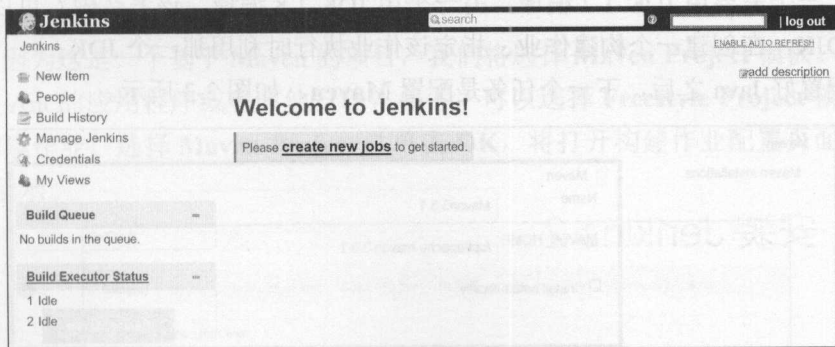 Jenkins
search
| log out
Jenkins
ENABLE AUTO REFRESH
add description
New Item
People
Build History
Manage Jenkins
Credentials
My Views
Welcome to Jenkins!
Please create new jobs to get started.
Build Queue
No builds in the queue.
Build Executor Status
1 Idle
2 Idle